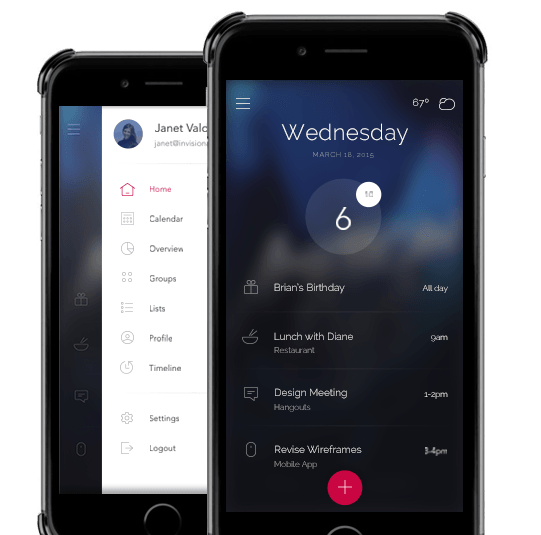 Janet Valo
janet@invision
Home
Calendar
Overview
Groups
Lists
Profile
Timeline
Settings
Logout
67°
Wednesday
MARCH 18, 2015
6
Brian's Birthday
All day
Lunch with Diane
9am
Restaurant
Design Meeting
1-2pm
Hangouts
Revise Wireframes
3-4pm
Mobile App